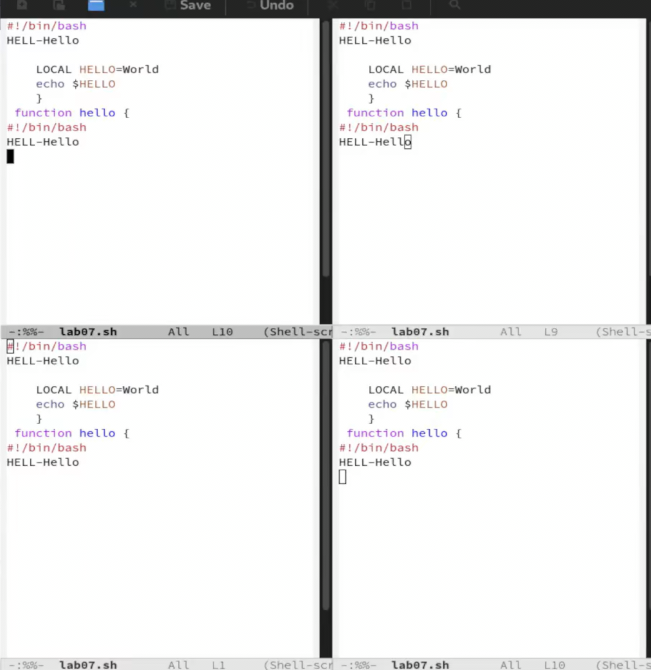 Save Undo
#!/bin/bash
HELL-Hello

    LOCAL HELLO=World
    echo $HELLO
    }
 function hello {
#!/bin/bash
HELL-Hello
-:%%-  lab07.sh       All   L10    (Shell-scr
#!/bin/bash
HELL-Hello

    LOCAL HELLO=World
    echo $HELLO
    }
 function hello {
#!/bin/bash
HELL-Hello
-:%%-  lab07.sh       All   L9     (Shell-s
#!/bin/bash
HELL-Hello

    LOCAL HELLO=World
    echo $HELLO
    }
 function hello {
#!/bin/bash
HELL-Hello
-:%%-  lab07.sh       All   L1     (Shell-scr
#!/bin/bash
HELL-Hello

    LOCAL HELLO=World
    echo $HELLO
    }
 function hello {
#!/bin/bash
HELL-Hello
-:%%-  lab07.sh       All   L10    (Shell-s